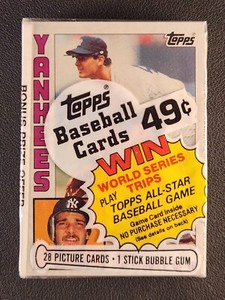 Topps
YANKEES
Topps
Baseball
Cards
49¢
WIN
WORLD SERIES
TRIPS
PLAY
TOPPS ALL-STAR
BASEBALL GAME
Game Card Inside
NO PURCHASE NECESSARY
(See details on back)
BONUS PRIZE OFFER
28 PICTURE CARDS • 1 STICK BUBBLE GUM